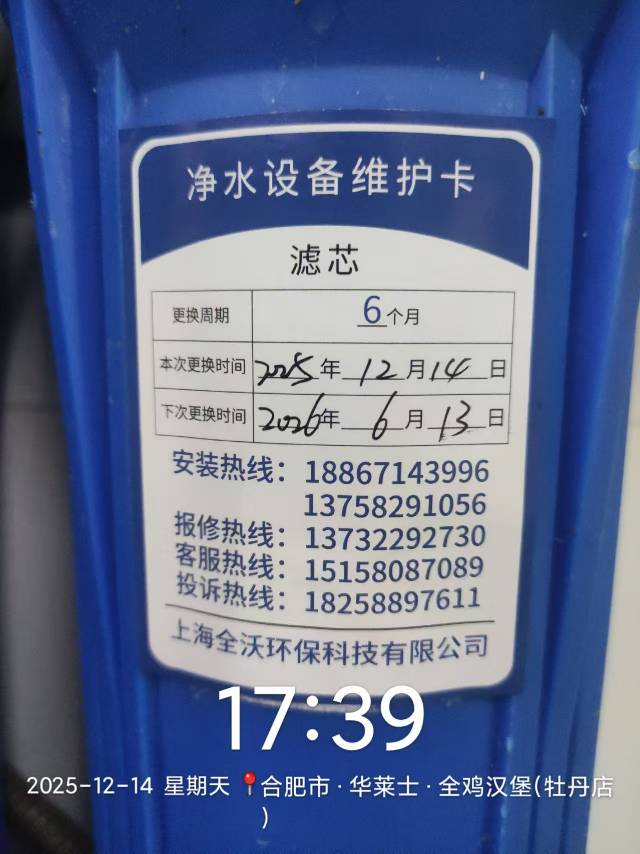 净水设备维护卡
滤芯
更换周期 6个月
本次更换时间 2025年12月14日
下次更换时间 2026年6月13日
安装热线：18867143996
13758291056
报修热线：13732292730
客服热线：15158087089
投诉热线：18258897611
上海全沃环保科技有限公司
17:39
2025-12-14 星期天 📍合肥市·华莱士·全鸡汉堡(牡丹店
)